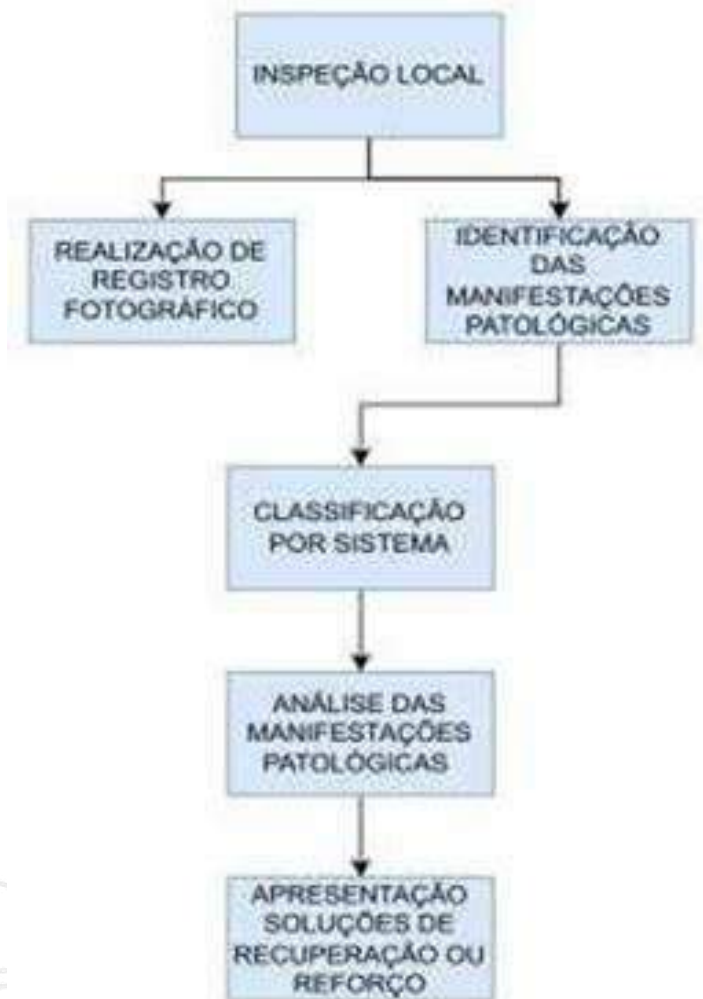 INSPEÇÃO LOCAL
REALIZAÇÃO DE
REGISTRO
FOTOGRÁFICO
IDENTIFICAÇÃO
DAS
MANIFESTAÇÕES
PATOLÓGICAS
CLASSIFICAÇÃO
POR SISTEMA
ANÁLISE DAS
MANIFESTAÇÕES
PATOLÓGICAS
APRESENTAÇÃO
SOLUÇÕES DE
RECUPERAÇÃO OU
REFORÇO